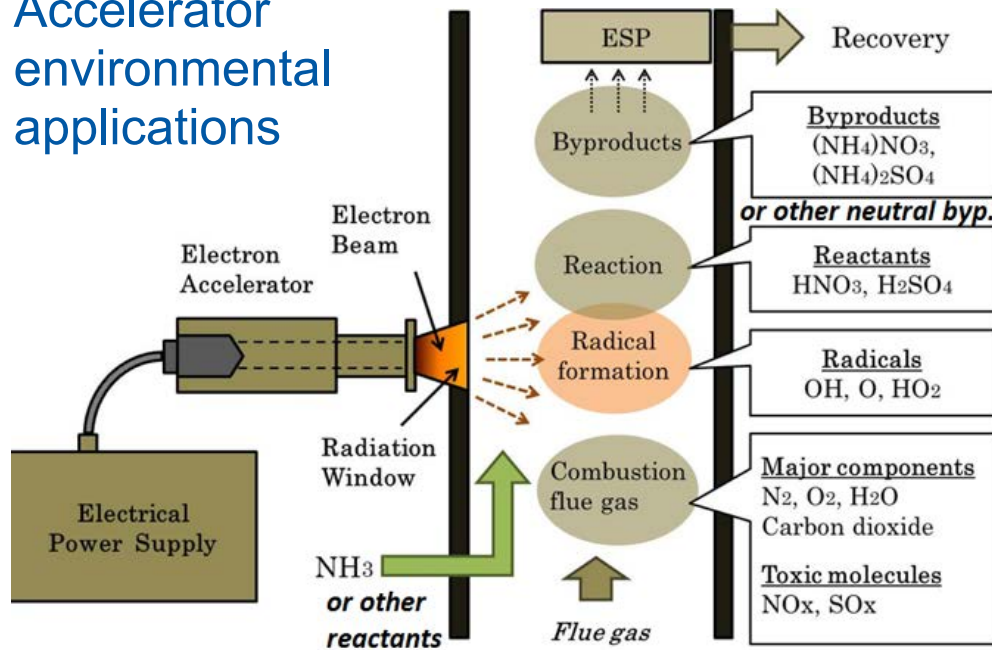 Accelerator
environmental
applications
ESP
Recovery
Byproducts
Byproducts
(NH4)NO3,
(NH4)2SO4
or other neutral byp.
Electron
Beam
Electron
Accelerator
Reaction
Reactants
HNO3, H2SO4
Radical
formation
Radicals
OH, O, HO2
Radiation
Window
Combustion
flue gas
Major components
N2, O2, H2O
Carbon dioxide
Toxic molecules
NOx, SOx
Electrical
Power Supply
NH3
or other
reactants
Flue gas